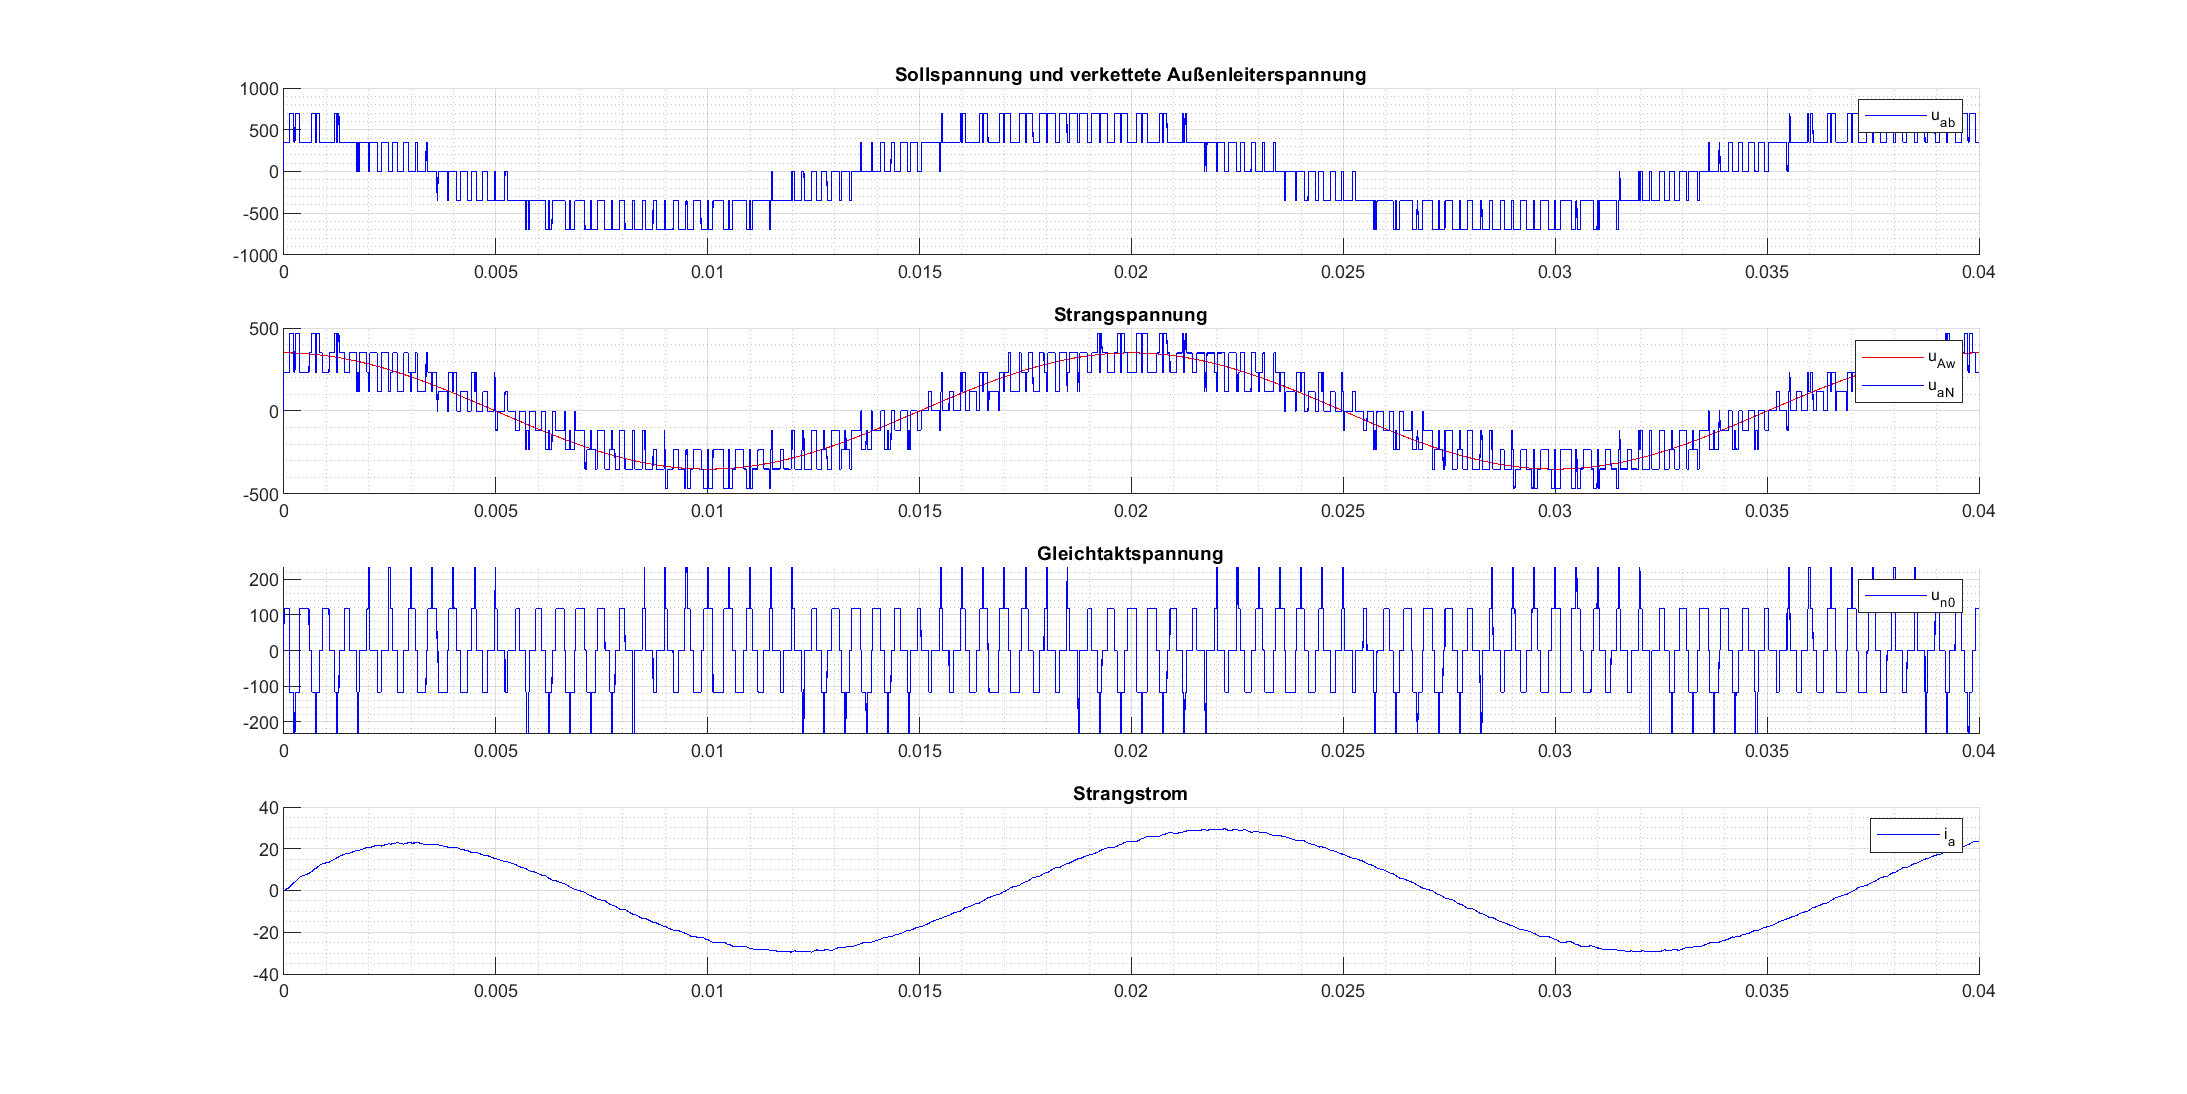 Sollspannung und verkettete Außenleiterspannung
1000
500
0
-500
-1000
u_ab
0 0.005 0.01 0.015 0.02 0.025 0.03 0.035 0.04
Strangspannung
500
0
-500
u_Aw
u_aN
0 0.005 0.01 0.015 0.02 0.025 0.03 0.035 0.04
Gleichtaktspannung
200
100
0
-100
-200
u_n0
0 0.005 0.01 0.015 0.02 0.025 0.03 0.035 0.04
Strangstrom
40
20
0
-20
-40
i_a
0 0.005 0.01 0.015 0.02 0.025 0.03 0.035 0.04